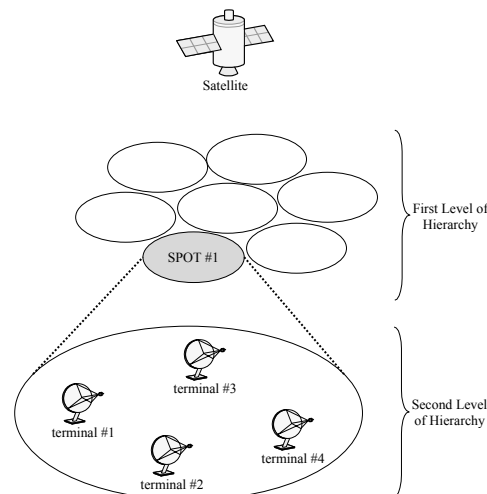 Satellite
First Level of
Hierarchy
SPOT #1
terminal #3
terminal #1
Second Level
of Hierarchy
terminal #4
terminal #2